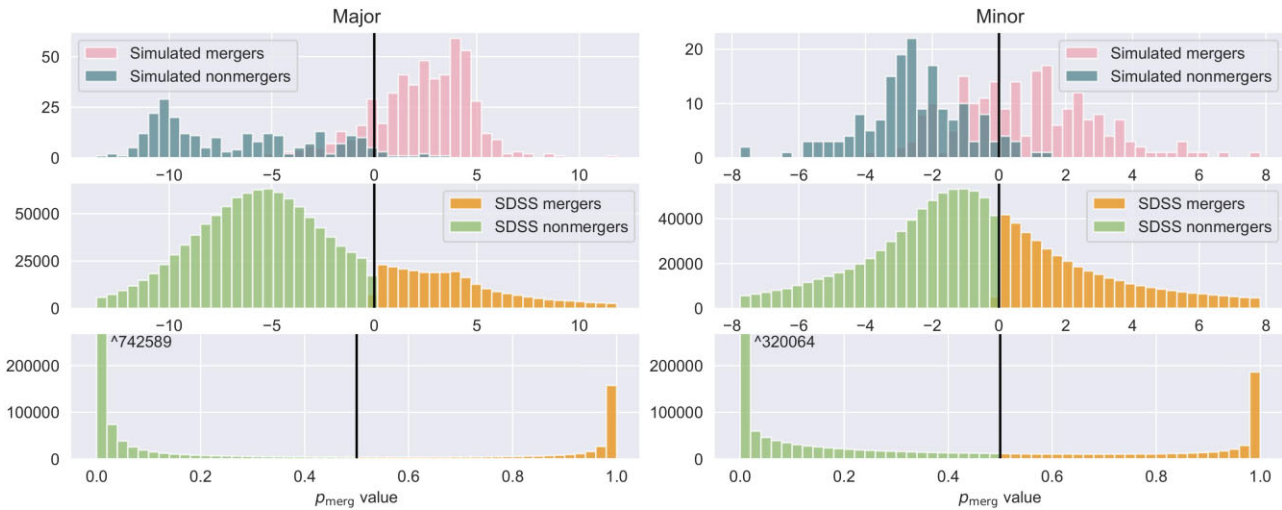 Major
50
25
0
Simulated mergers
Simulated nonmergers
−10 −5 0 5 10
50000
25000
0
SDSS mergers
SDSS nonmergers
−10 −5 0 5 10
200000
100000
0
^742589
0.0 0.2 0.4 0.6 0.8 1.0
pmerg value
Minor
20
10
0
Simulated mergers
Simulated nonmergers
−8 −6 −4 −2 0 2 4 6 8
40000
20000
0
SDSS mergers
SDSS nonmergers
−8 −6 −4 −2 0 2 4 6 8
200000
100000
0
^320064
0.0 0.2 0.4 0.6 0.8 1.0
pmerg value